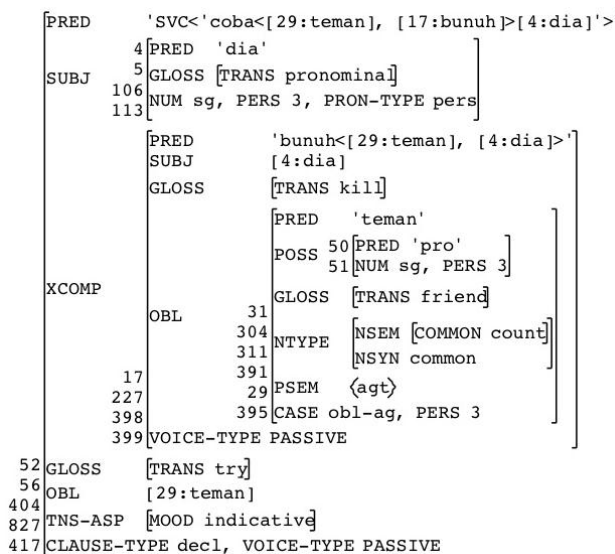 PRED 'SVC<'coba<[29:teman], [17:bunuh]>[4:dia]'>
4 PRED 'dia'
SUBJ 5 GLOSS [TRANS pronominal]
106
113 NUM sg, PERS 3, PRON-TYPE pers
PRED 'bunuh<[29:teman], [4:dia]>'
SUBJ [4:dia]
GLOSS [TRANS kill]
PRED 'teman'
POSS 50 [PRED 'pro'
51 NUM sg, PERS 3]
XCOMP
GLOSS [TRANS friend]
OBL 31
304 NTYPE [NSEM [COMMON count]
311 NSYN common]
391
17 29 PSEM {agt}
227
398 395 CASE obl-ag, PERS 3
399 VOICE-TYPE PASSIVE
52 GLOSS [TRANS try]
56 OBL [29:teman]
404
827 TNS-ASP [MOOD indicative]
417 CLAUSE-TYPE decl, VOICE-TYPE PASSIVE